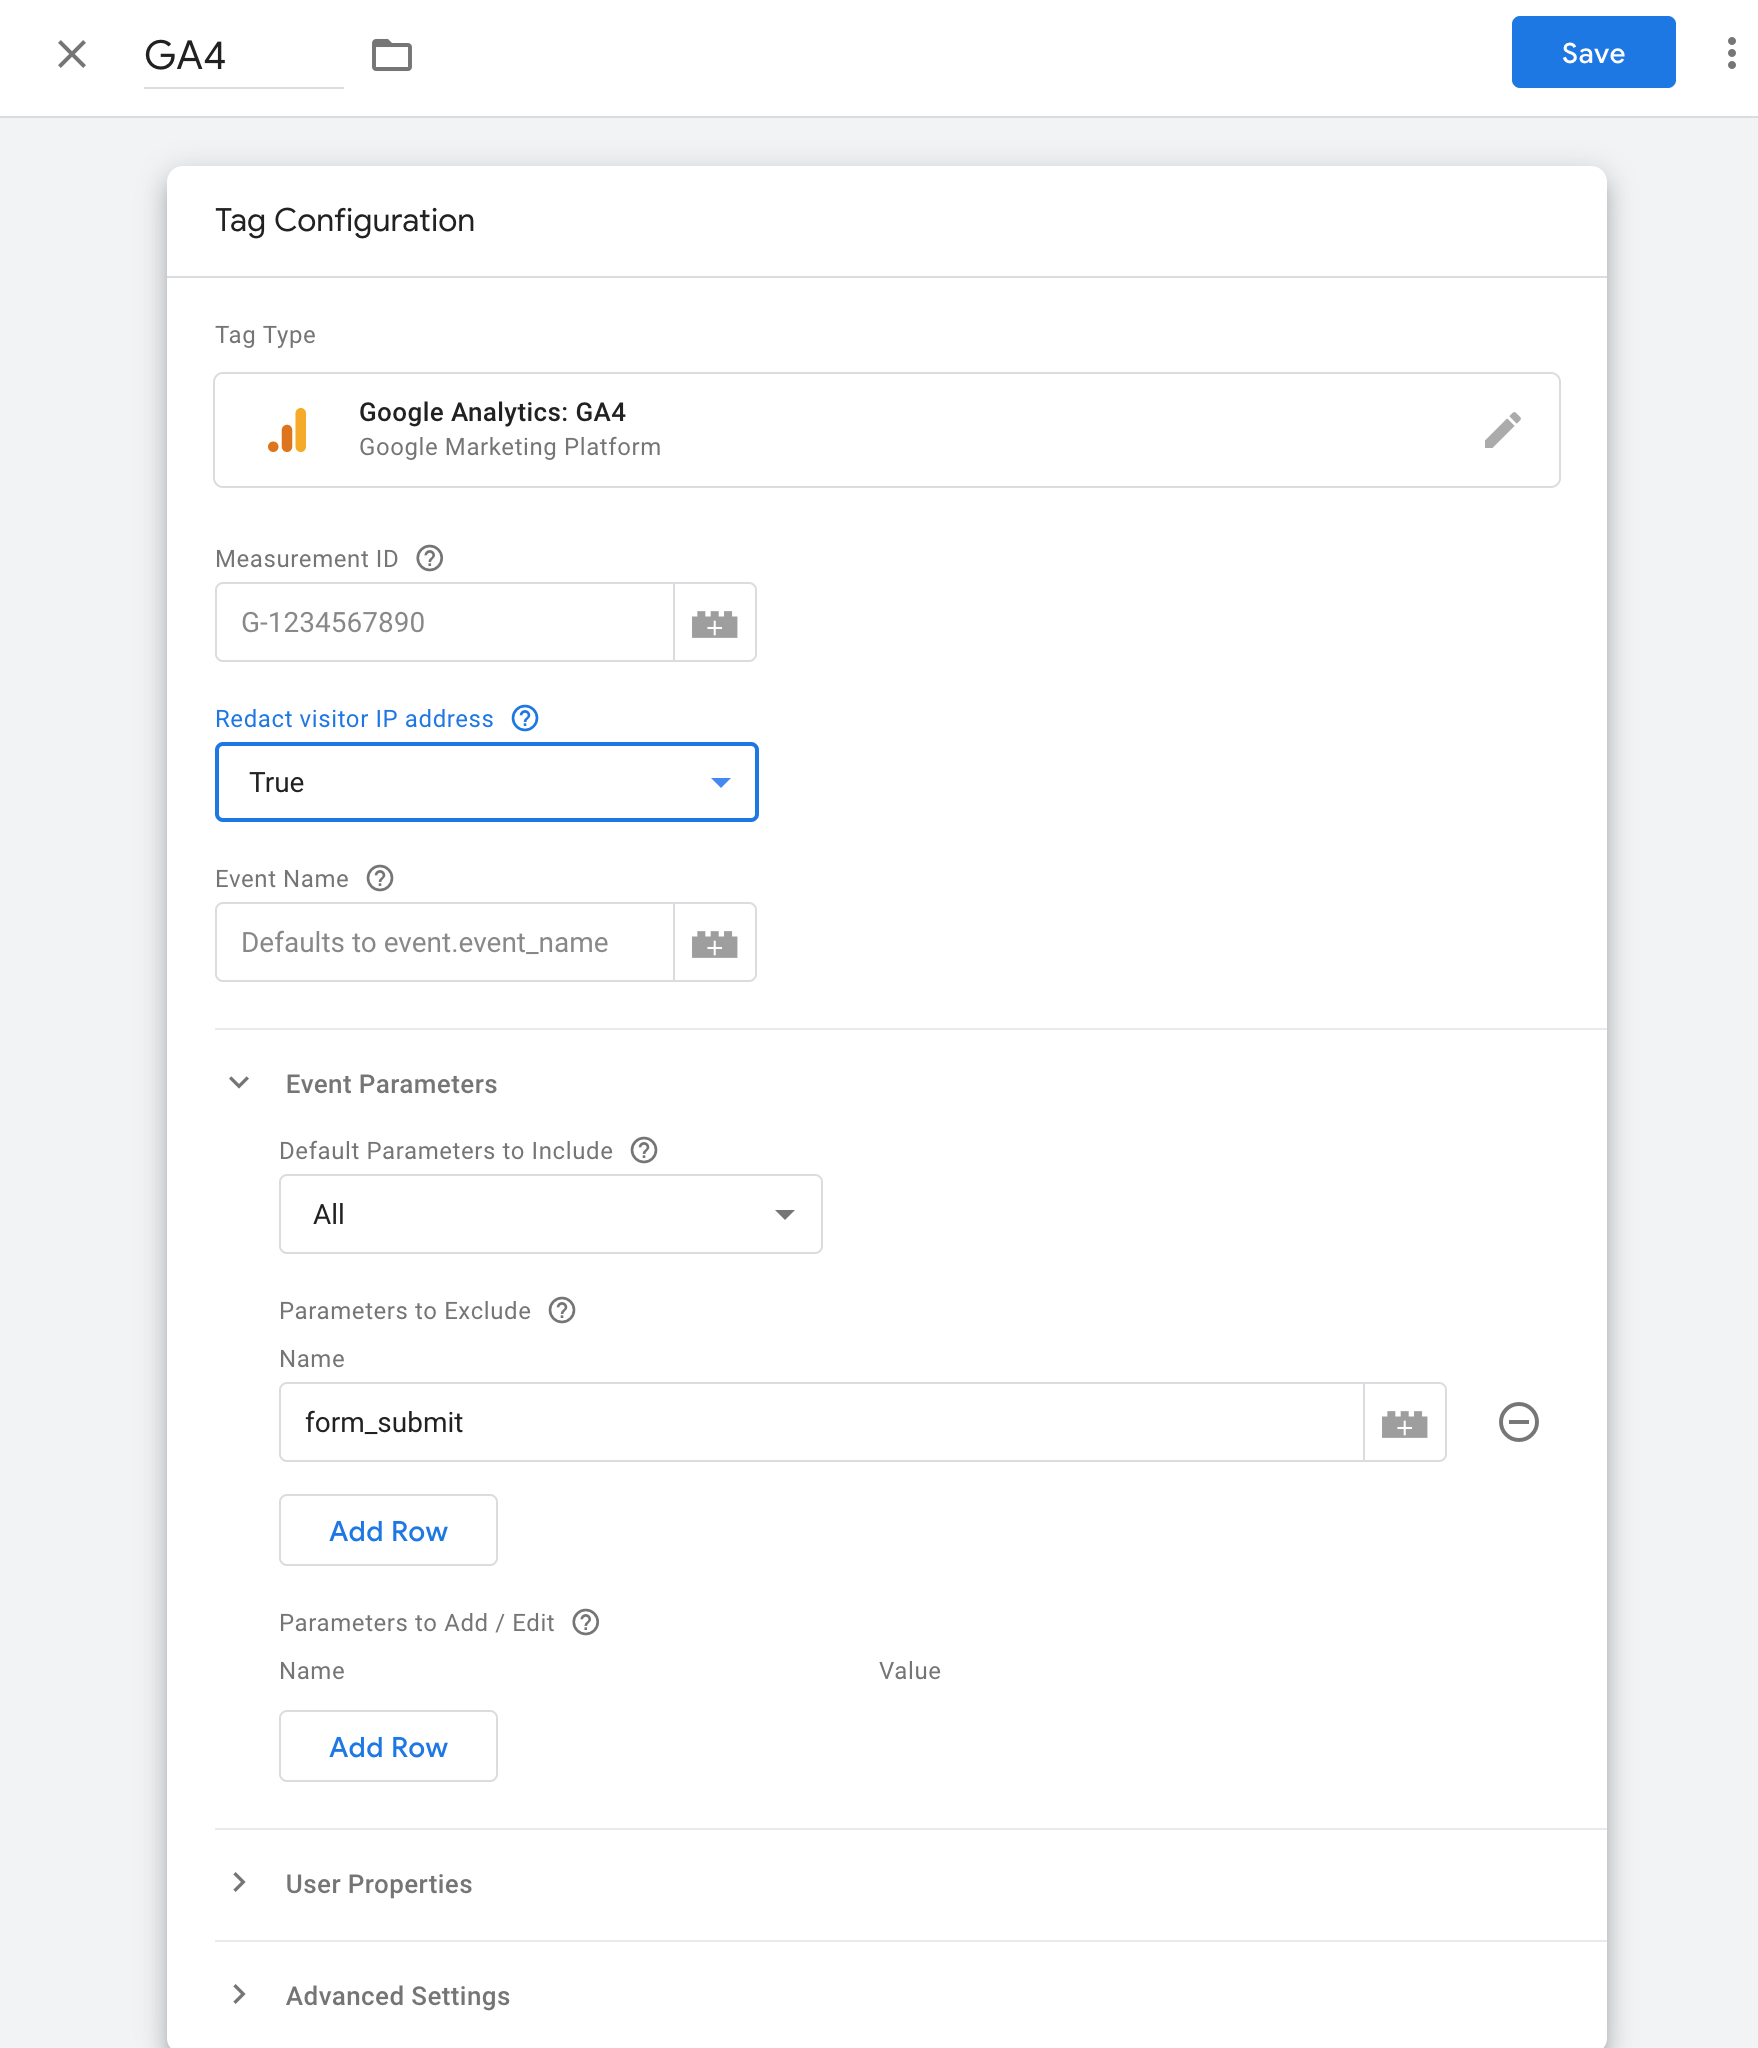 GA4
Save
Tag Configuration
Tag Type
Google Analytics: GA4
Google Marketing Platform
Measurement ID
G-1234567890
Redact visitor IP address
True
Event Name
Defaults to event.event_name
Event Parameters
Default Parameters to Include
All
Parameters to Exclude
Name
form_submit
Add Row
Parameters to Add / Edit
Name Value
Add Row
User Properties
Advanced Settings